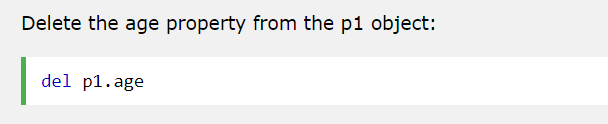 Delete the age property from the p1 object:
del p1.age